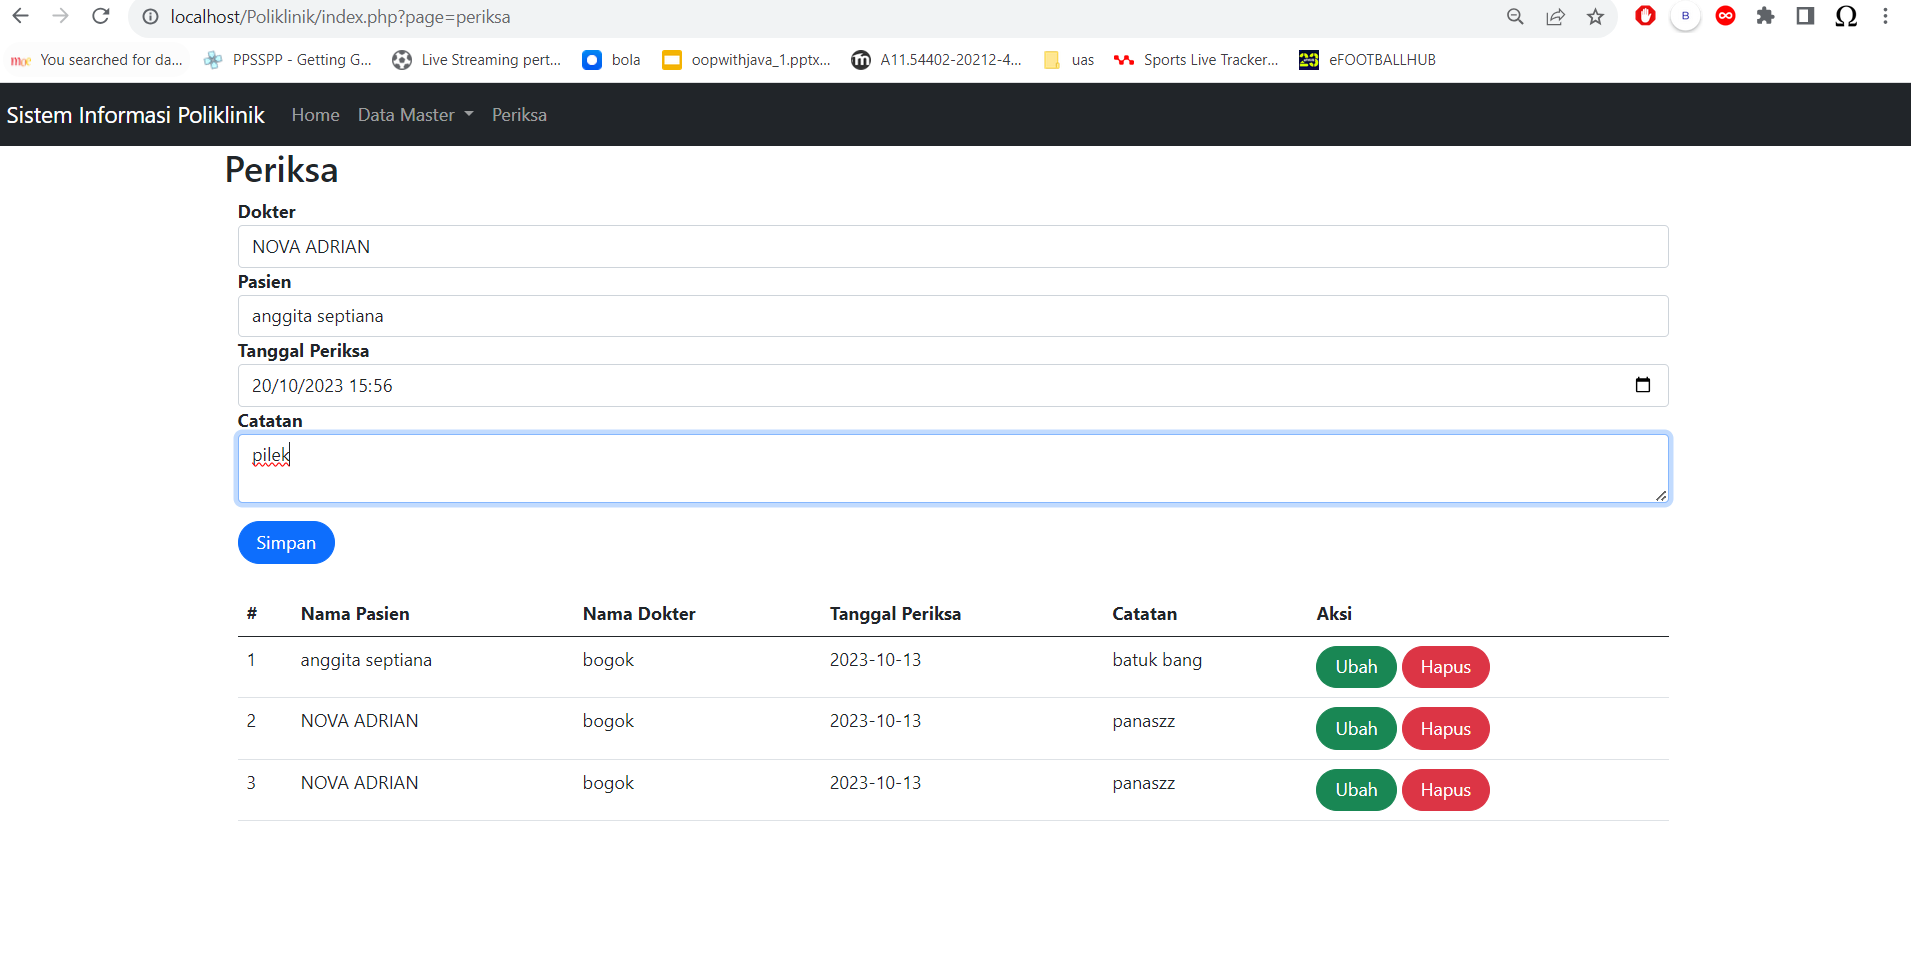 localhost/Poliklinik/index.php?page=periksa
B
moe You searched for da... PPSSPP - Getting G... Live Streaming pert... bola oopwithjava_1.pptx... A11.54402-20212-4... uas Sports Live Tracker... eFOOTBALLHUB
Sistem Informasi Poliklinik Home Data Master Periksa
Periksa
Dokter
NOVA ADRIAN
Pasien
anggita septiana
Tanggal Periksa
20/10/2023 15:56
Catatan
pilek
Simpan
# Nama Pasien Nama Dokter Tanggal Periksa Catatan Aksi
1 anggita septiana bogok 2023-10-13 batuk bang Ubah Hapus
2 NOVA ADRIAN bogok 2023-10-13 panaszz Ubah Hapus
3 NOVA ADRIAN bogok 2023-10-13 panaszz Ubah Hapus